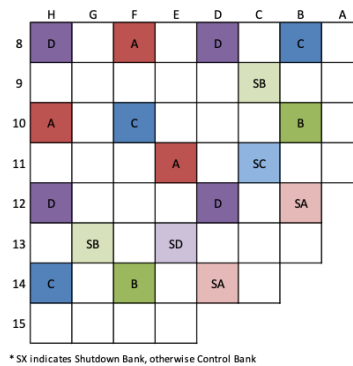 H G F E D C B A
8 D A D C
9 SB
10 A C B
11 A SC
12 D D SA
13 SB SD
14 C B SA
15
* SX indicates Shutdown Bank, otherwise Control Bank